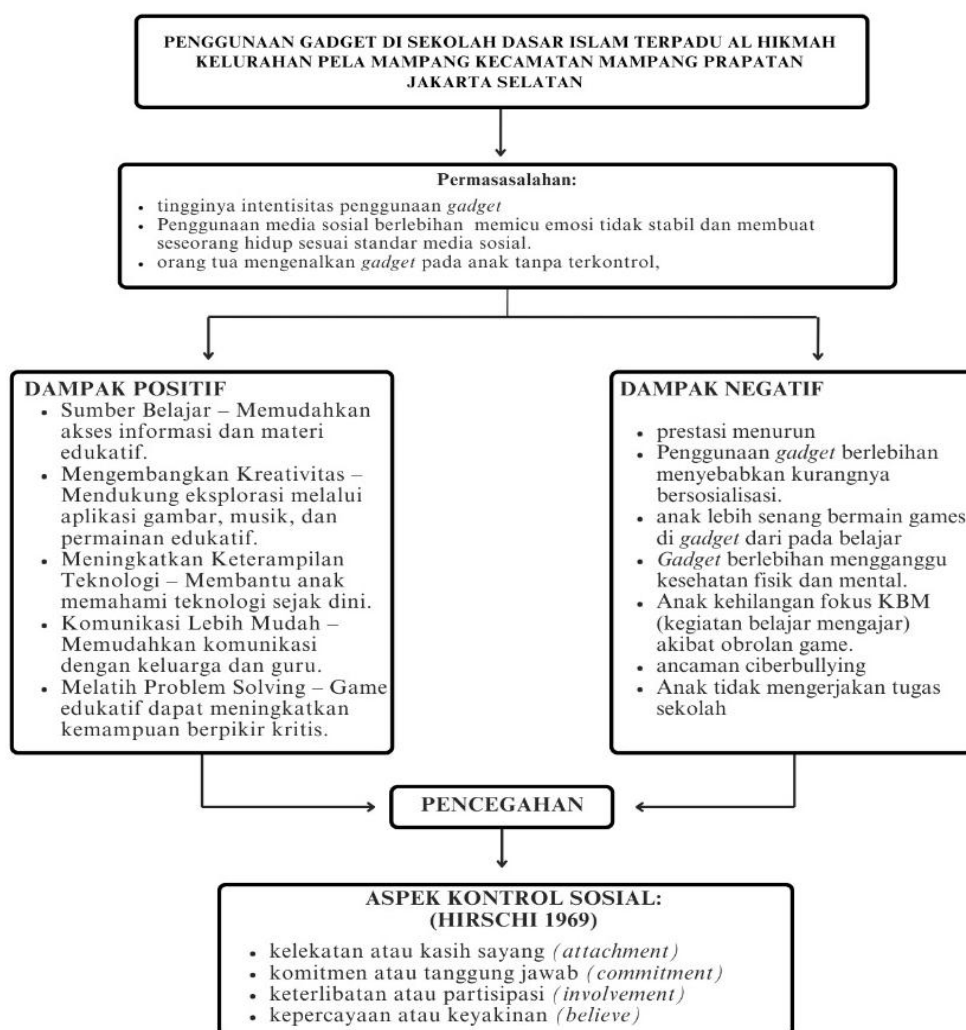 PENGGUNAAN GADGET DI SEKOLAH DASAR ISLAM TERPADU AL HIKMAH
KELURAHAN PELA MAMPANG KECAMATAN MAMPANG PRAPATAN
JAKARTA SELATAN
Permasasalahan:
• tingginya intentisitas penggunaan gadget
• Penggunaan media sosial berlebihan memicu emosi tidak stabil dan membuat
seseorang hidup sesuai standar media sosial.
• orang tua mengenalkan gadget pada anak tanpa terkontrol,
DAMPAK POSITIF
• Sumber Belajar – Memudahkan
akses informasi dan materi
edukatif.
• Mengembangkan Kreativitas –
Mendukung eksplorasi melalui
aplikasi gambar, musik, dan
permainan edukatif.
• Meningkatkan Keterampilan
Teknologi – Membantu anak
memahami teknologi sejak dini.
• Komunikasi Lebih Mudah –
Memudahkan komunikasi
dengan keluarga dan guru.
• Melatih Problem Solving – Game
edukatif dapat meningkatkan
kemampuan berpikir kritis.
DAMPAK NEGATIF
• prestasi menurun
• Penggunaan gadget berlebihan
menyebabkan kurangnya
bersosialisasi.
• anak lebih senang bermain games
di gadget dari pada belajar
• Gadget berlebihan mengganggu
kesehatan fisik dan mental.
• Anak kehilangan fokus KBM
(kegiatan belajar mengajar)
akibat obrolan game.
• ancaman ciberbullying
• Anak tidak mengerjakan tugas
sekolah
PENCEGAHAN
ASPEK KONTROL SOSIAL:
(HIRSCHI 1969)
• kelekatan atau kasih sayang (attachment)
• komitmen atau tanggung jawab (commitment)
• keterlibatan atau partisipasi (involvement)
• kepercayaan atau keyakinan (believe)